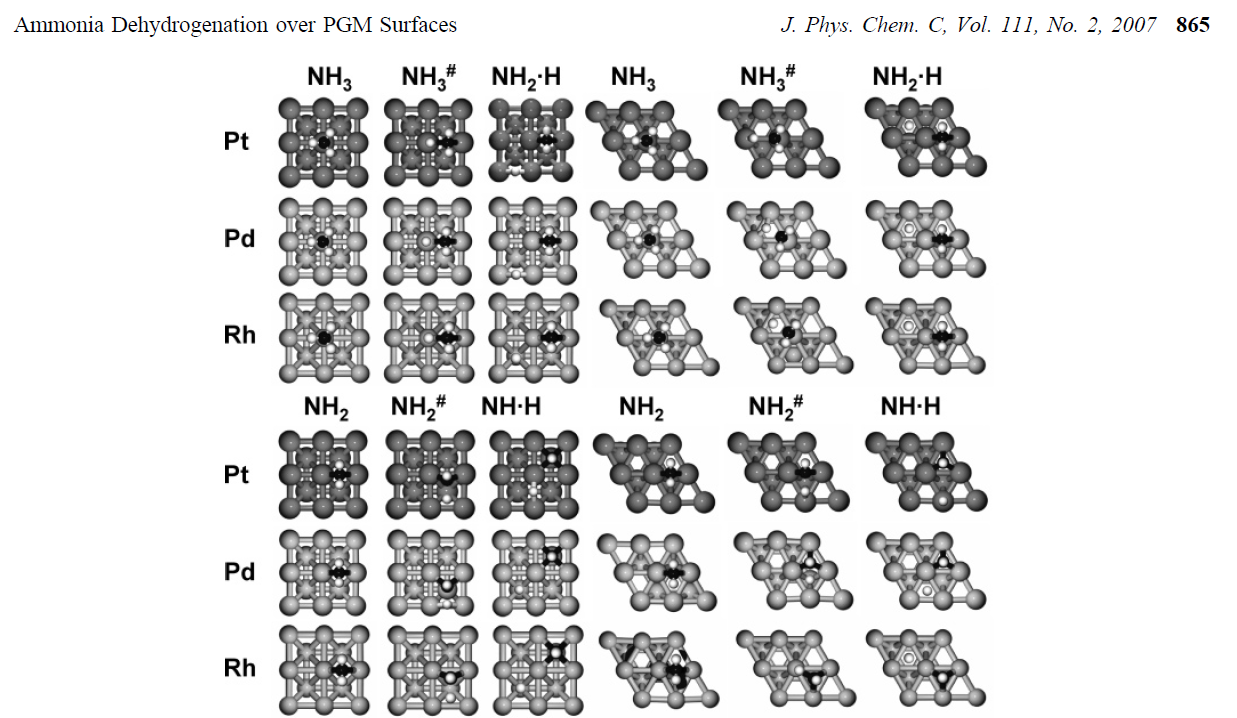 Ammonia Dehydrogenation over PGM Surfaces J. Phys. Chem. C, Vol. 111, No. 2, 2007 865
NH3 NH3# NH2·H NH3 NH3# NH2·H
Pt
Pd
Rh
NH2 NH2# NH·H NH2 NH2# NH·H
Pt
Pd
Rh